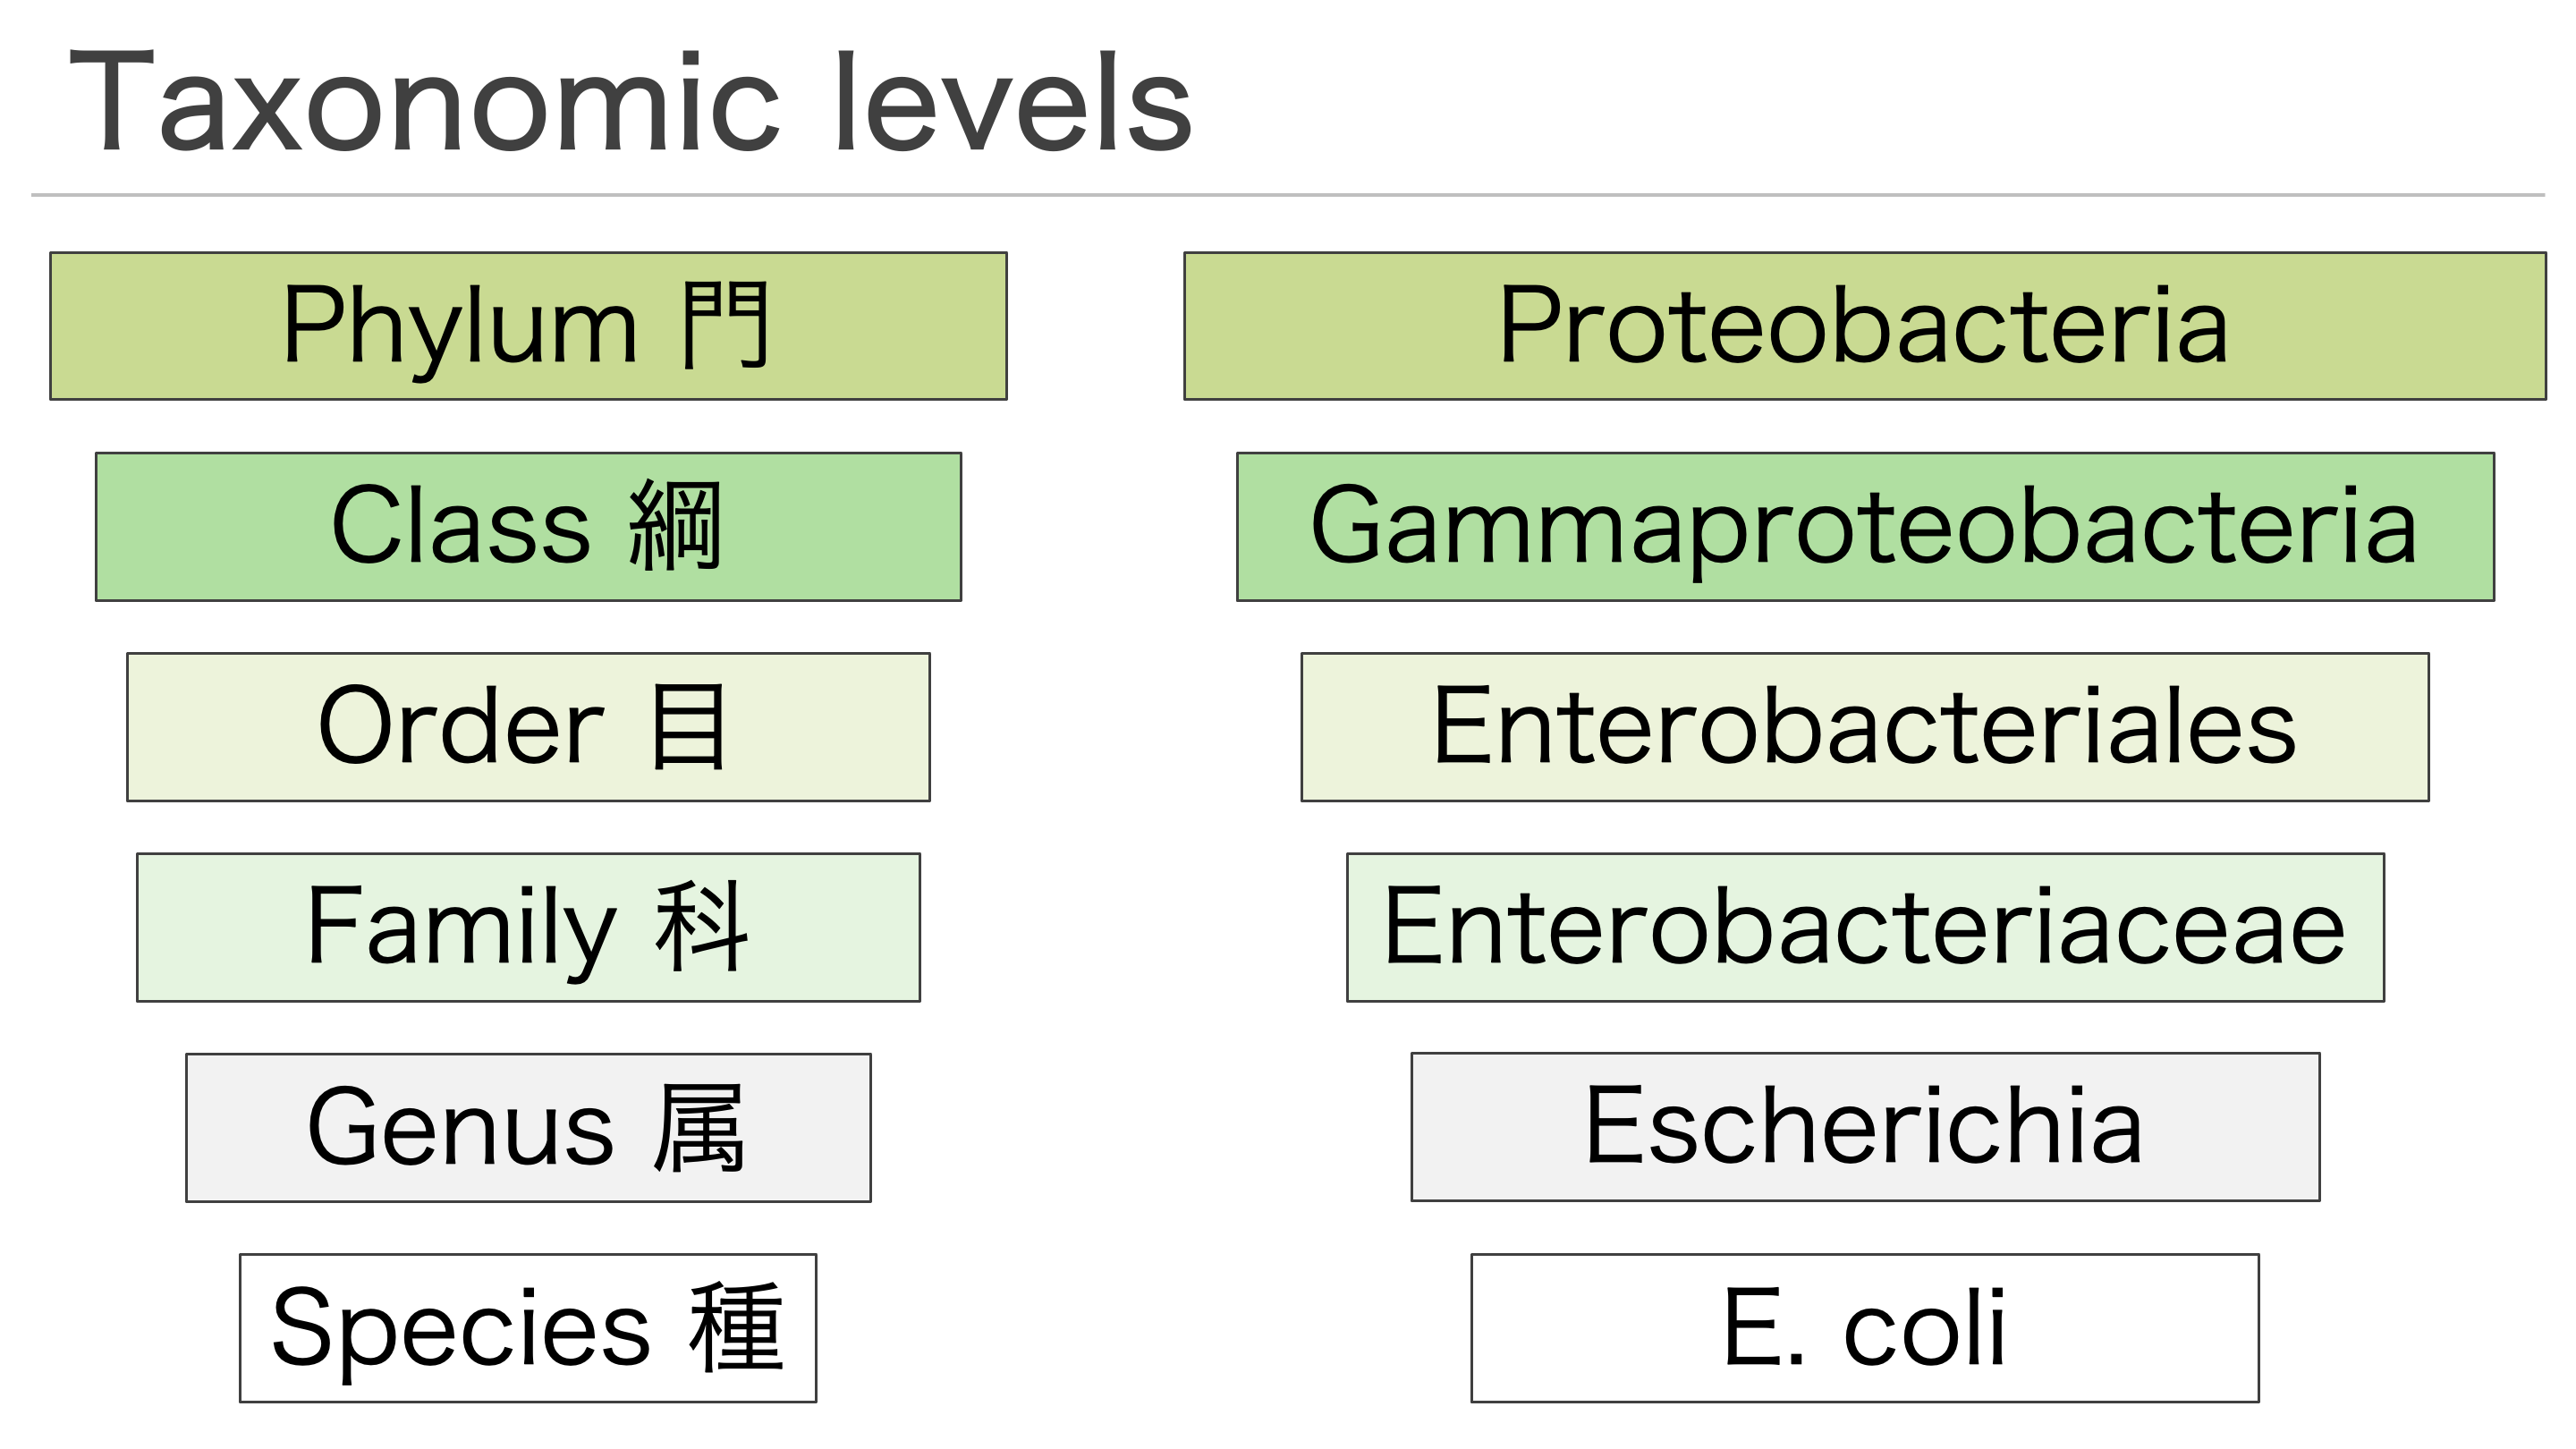 Taxonomic levels
Phylum 門
Proteobacteria
Class 綱
Gammaproteobacteria
Order 目
Enterobacteriales
Family 科
Enterobacteriaceae
Genus 属
Escherichia
Species 種
E. coli